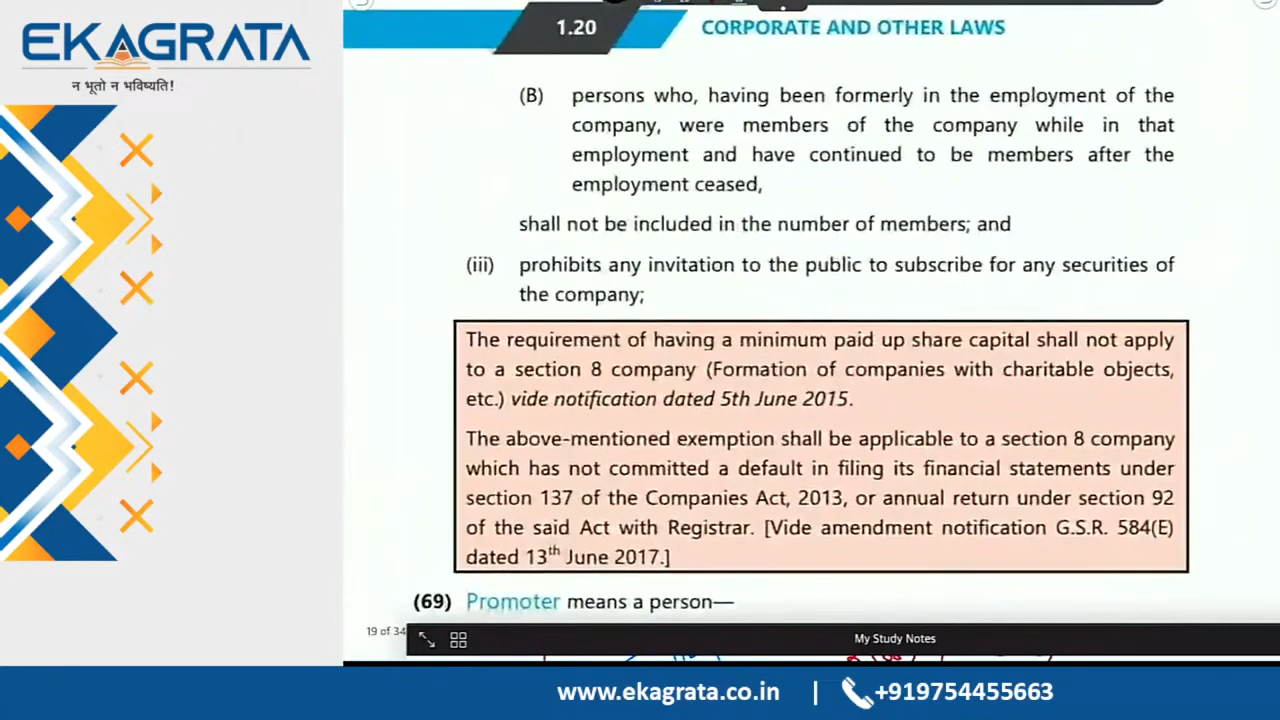 EKAGRATA
न भूतो न भविष्यति!
1.20
CORPORATE AND OTHER LAWS
(B) persons who, having been formerly in the employment of the
company, were members of the company while in that
employment and have continued to be members after the
employment ceased,
shall not be included in the number of members; and
(iii) prohibits any invitation to the public to subscribe for any securities of
the company;
The requirement of having a minimum paid up share capital shall not apply
to a section 8 company (Formation of companies with charitable objects,
etc.) vide notification dated 5th June 2015.
The above-mentioned exemption shall be applicable to a section 8 company
which has not committed a default in filing its financial statements under
section 137 of the Companies Act, 2013, or annual return under section 92
of the said Act with Registrar. [Vide amendment notification G.S.R. 584(E)
dated 13th June 2017.]
(69) Promoter means a person—
19 of 34
My Study Notes
www.ekagrata.co.in | +919754455663